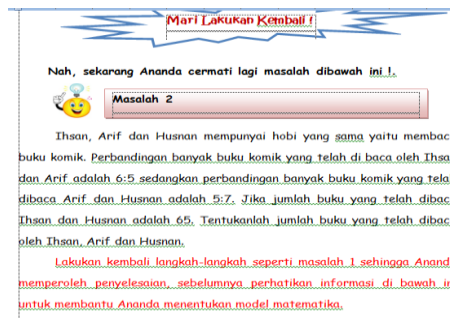 Mari Lakukan Kembali !
Nah, sekarang Ananda cermati lagi masalah dibawah ini !.
Masalah 2
Ihsan, Arif dan Husnan mempunyai hobi yang sama yaitu membac
buku komik. Perbandingan banyak buku komik yang telah di baca oleh Ihsa
dan Arif adalah 6:5 sedangkan perbandingan banyak buku komik yang tela
dibaca Arif dan Husnan adalah 5:7. Jika jumlah buku yang telah dibac
Ihsan dan Husnan adalah 65. Tentukanlah jumlah buku yang telah dibac
oleh Ihsan, Arif dan Husnan.
Lakukan kembali langkah-langkah seperti masalah 1 sehingga Anand
memperoleh penyelesaian, sebelumnya perhatikan informasi di bawah in
untuk membantu Ananda menentukan model matematika.